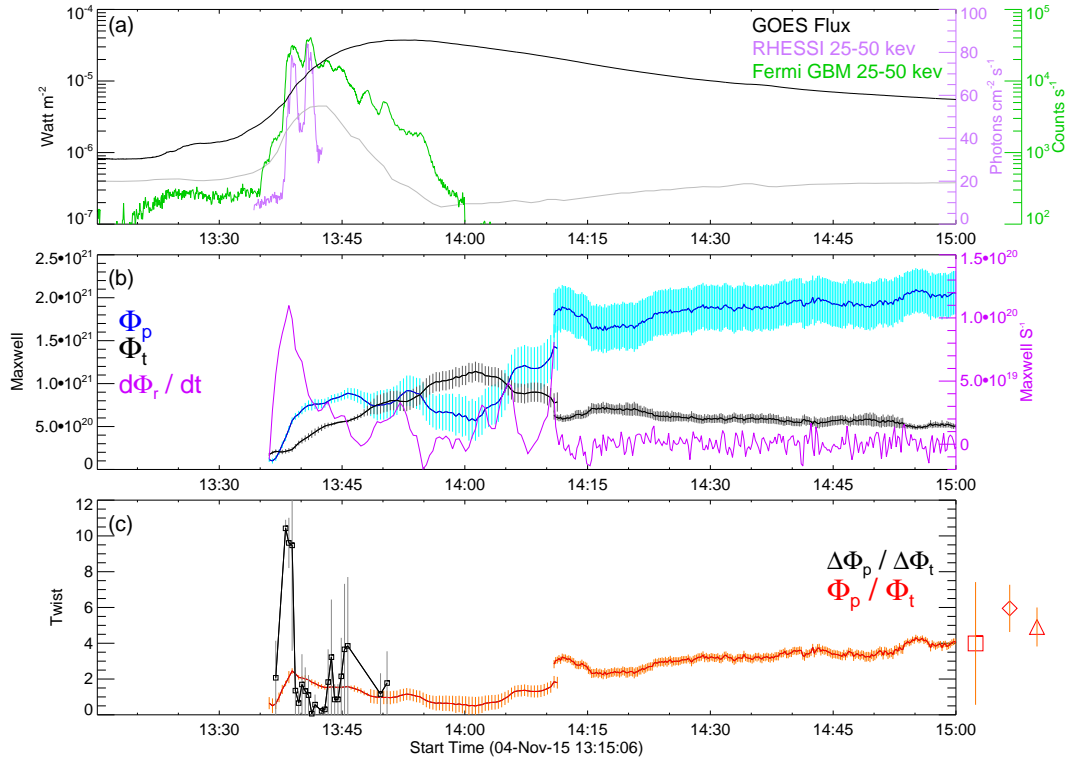 (a)
GOES Flux
RHESSI 25-50 kev
Fermi GBM 25-50 kev
10⁻⁴
10⁻⁵
10⁻⁶
10⁻⁷
Watt m⁻²
100
80
60
40
20
0
Photons cm⁻² s⁻¹
10⁵
10⁴
10³
10²
Counts s⁻¹
13:30 13:45 14:00 14:15 14:30 14:45 15:00
(b)
Φₚ
Φₜ
dΦᵣ / dt
2.5•10²¹
2.0•10²¹
1.5•10²¹
1.0•10²¹
5.0•10²⁰
0
Maxwell
1.5•10²⁰
1.0•10²⁰
5.0•10¹⁹
0
Maxwell S⁻¹
13:30 13:45 14:00 14:15 14:30 14:45 15:00
(c)
ΔΦₚ / ΔΦₜ
Φₚ / Φₜ
12
10
8
6
4
2
0
Twist
13:30 13:45 14:00 14:15 14:30 14:45 15:00
Start Time (04-Nov-15 13:15:06)